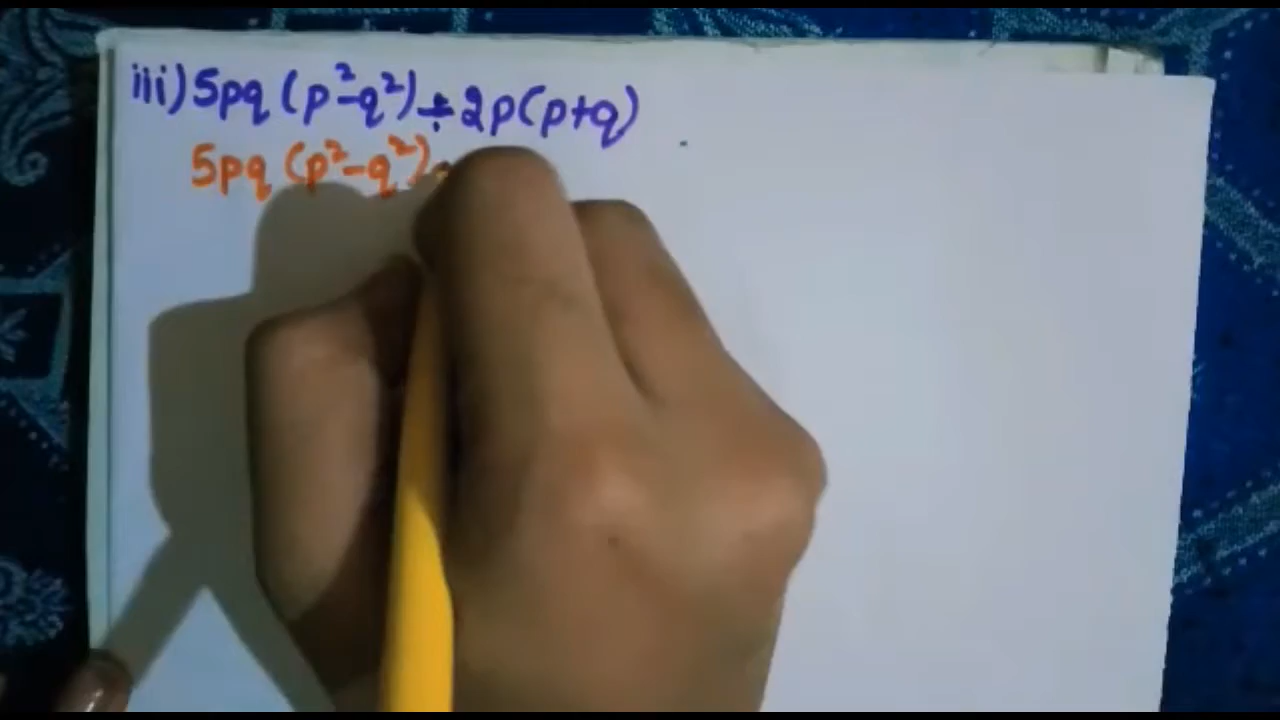 iii) 5pq (p²-q²) ÷ 2p(p+q)
5pq (p²-q²)